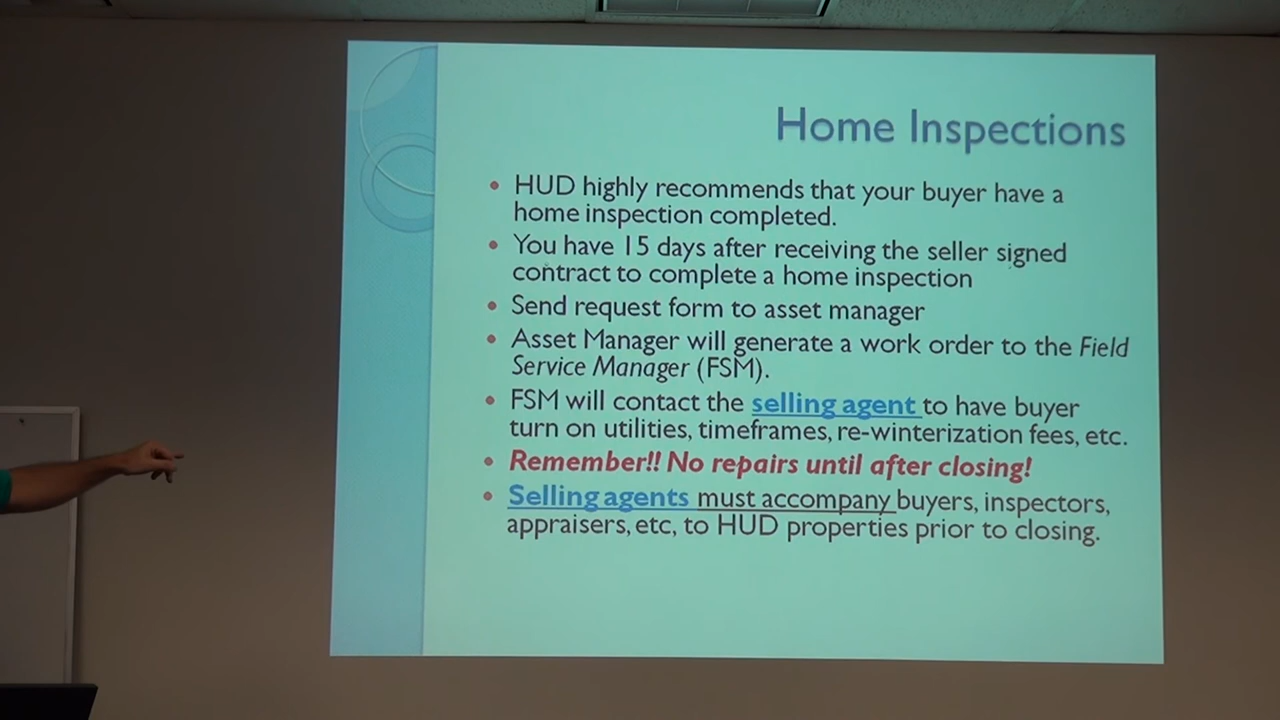 Home Inspections
• HUD highly recommends that your buyer have a
home inspection completed.
• You have 15 days after receiving the seller signed
contract to complete a home inspection
• Send request form to asset manager
• Asset Manager will generate a work order to the Field
Service Manager (FSM).
• FSM will contact the selling agent to have buyer
turn on utilities, timeframes, re-winterization fees, etc.
• Remember!! No repairs until after closing!
• Selling agents must accompany buyers, inspectors,
appraisers, etc, to HUD properties prior to closing.